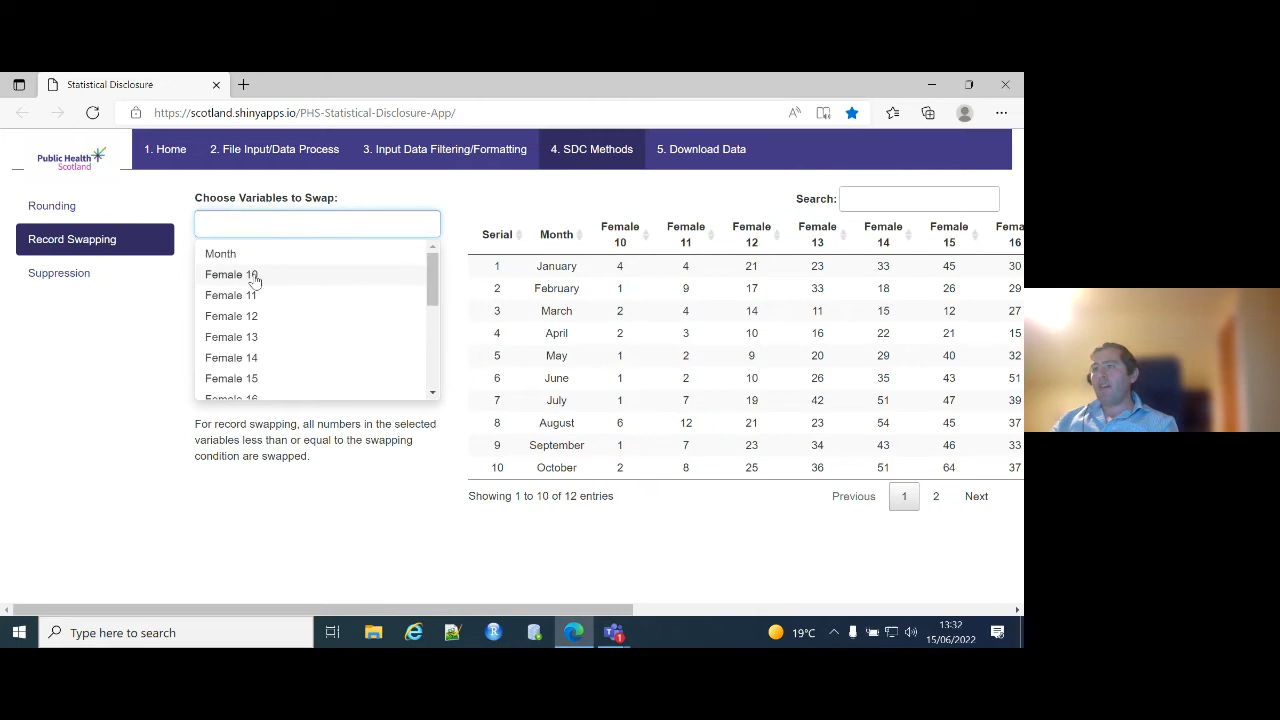 Statistical Disclosure
https://scotland.shinyapps.io/PHS-Statistical-Disclosure-App/
Public Health
Scotland
1. Home
2. File Input/Data Process
3. Input Data Filtering/Formatting
4. SDC Methods
5. Download Data
Rounding
Record Swapping
Suppression
Choose Variables to Swap:
Month
Female 10
Female 11
Female 12
Female 13
Female 14
Female 15
Female 16
For record swapping, all numbers in the selected
variables less than or equal to the swapping
condition are swapped.
Search:
Serial Month Female 10 Female 11 Female 12 Female 13 Female 14 Female 15 Fema 16
1 January 4 4 21 23 33 45 30
2 February 1 9 17 33 18 26 29
3 March 2 4 14 11 15 12 27
4 April 2 3 10 16 22 21 15
5 May 1 2 9 20 29 40 32
6 June 1 2 10 26 35 43 51
7 July 1 7 19 42 51 47 39
8 August 6 12 21 23 54 45 37
9 September 1 7 23 34 43 46 33
10 October 2 8 25 36 51 64 37
Showing 1 to 10 of 12 entries
Previous 1 2 Next
Type here to search
1
19°C
13:32
15/06/2022